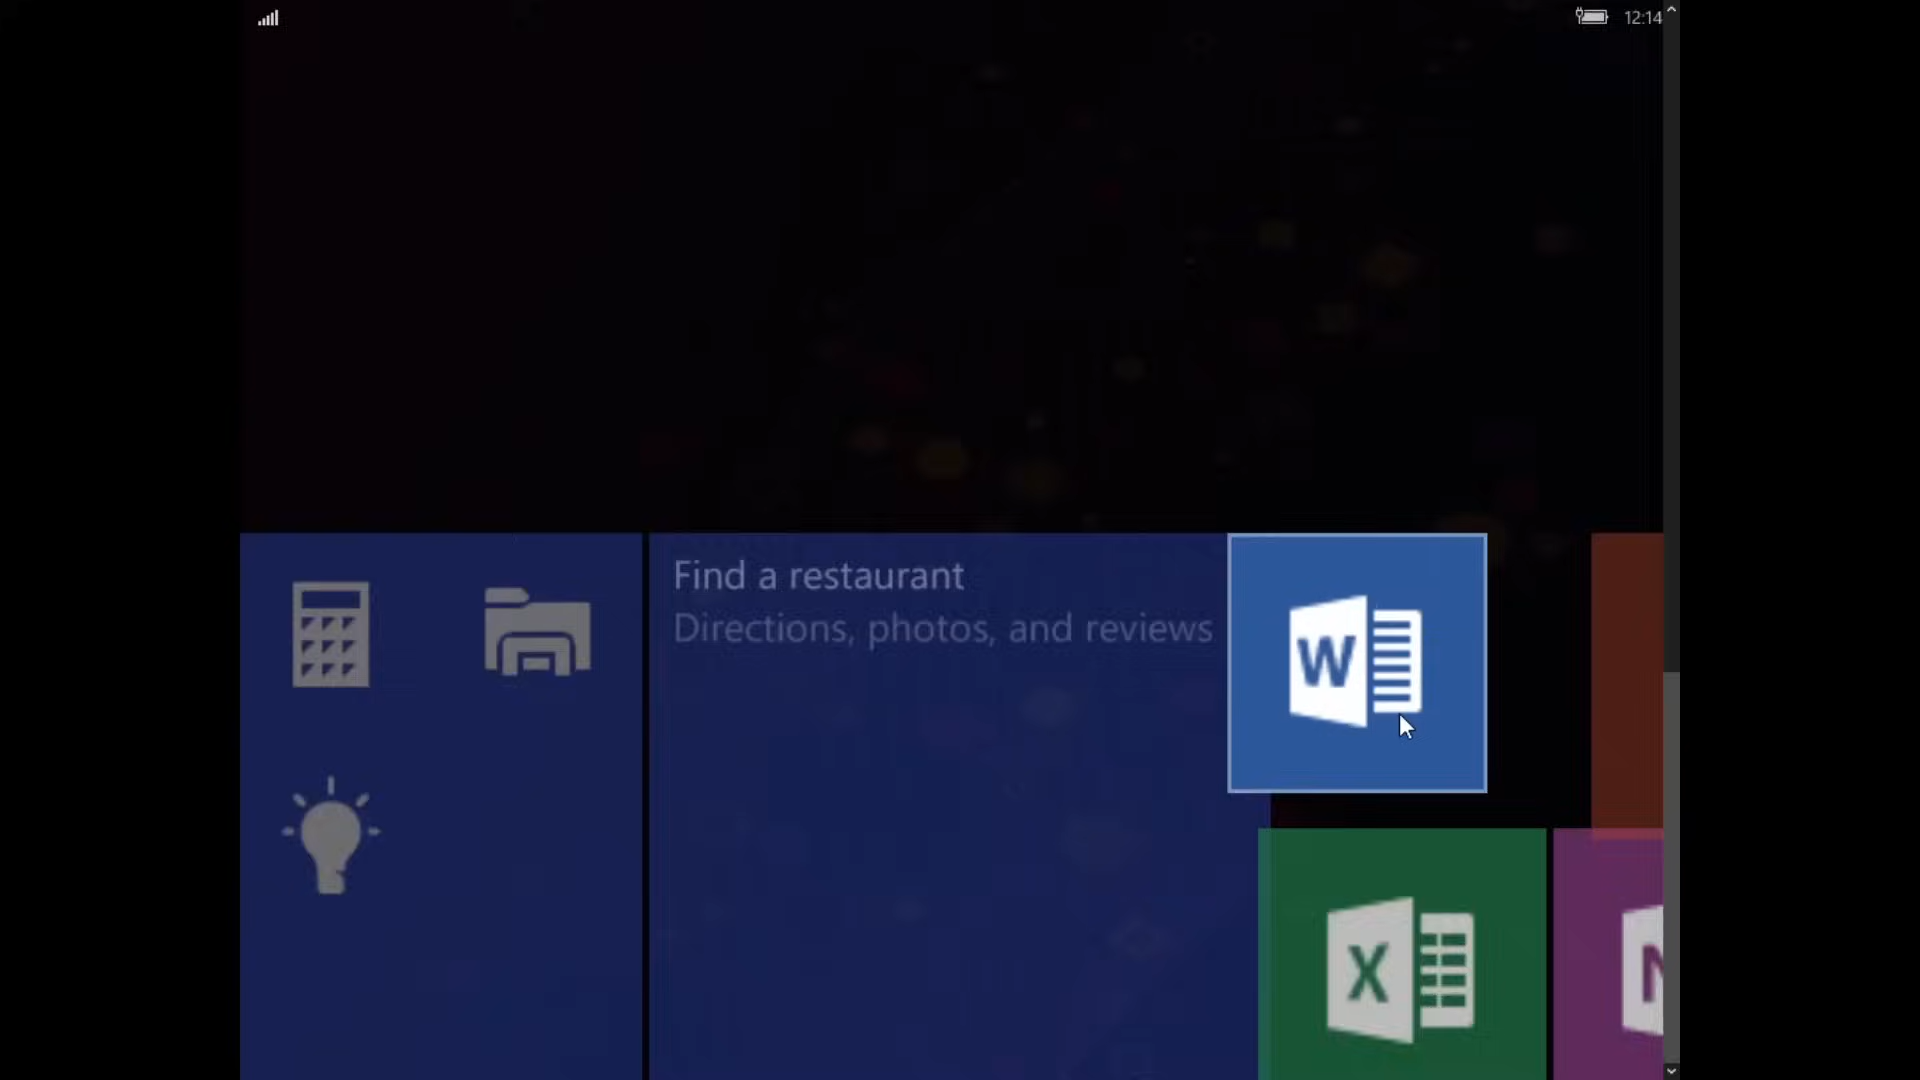 12:14
Find a restaurant
Directions, photos, and reviews
W
X
N